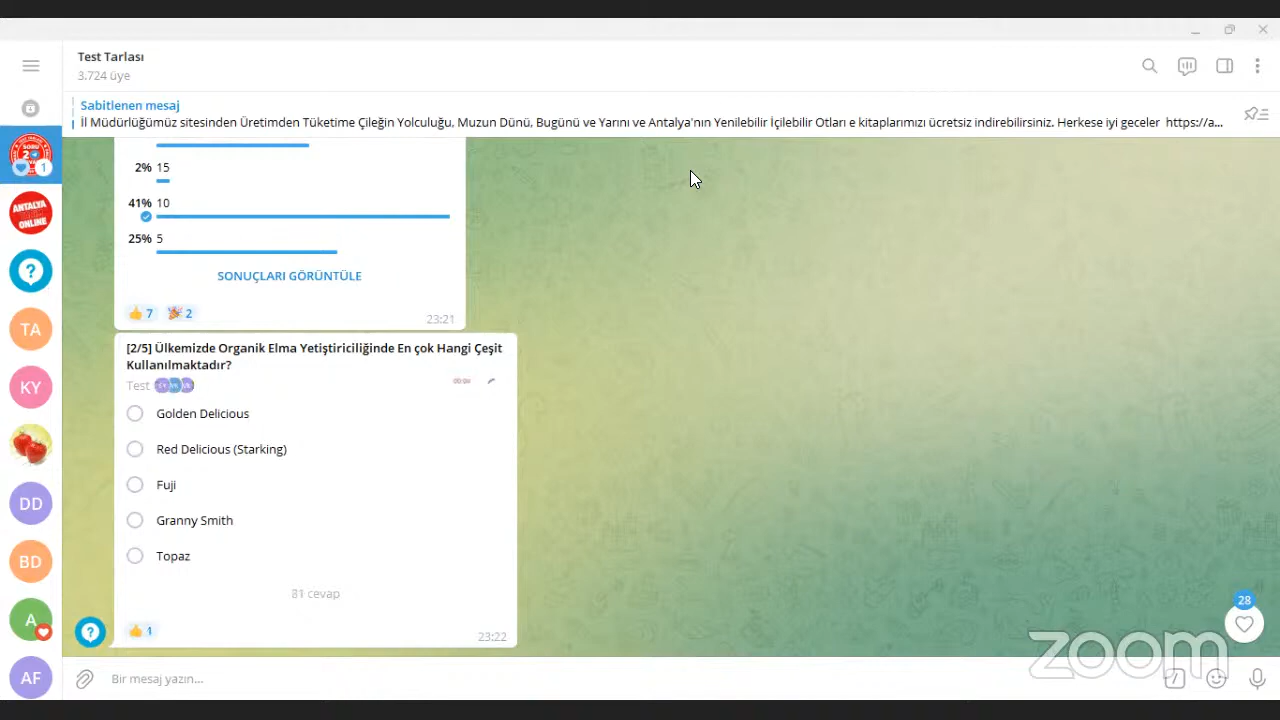 Test Tarlası
3.724 üye
Sabitlenen mesaj
İl Müdürlüğümüz sitesinden Üretimden Tüketime Çileğin Yolculuğu, Muzun Dünü, Bugünü ve Yarını ve Antalya'nın Yenilebilir İçilebilir Otları e kitaplarımızı ücretsiz indirebilirsiniz. Herkese iyi geceler https://a...
SORU
1
ANTALYA
TARIM
ONLINE
TA
KY
DD
BD
A
AF
2% 15
41% 10
25% 5
SONUÇLARI GÖRÜNTÜLE
7 2
23:21
[2/5] Ülkemizde Organik Elma Yetiştiriciliğinde En çok Hangi Çeşit
Kullanılmaktadır?
Test
Golden Delicious
Red Delicious (Starking)
Fuji
Granny Smith
Topaz
81 cevap
1
23:22
28
zoom
Bir mesaj yazın...